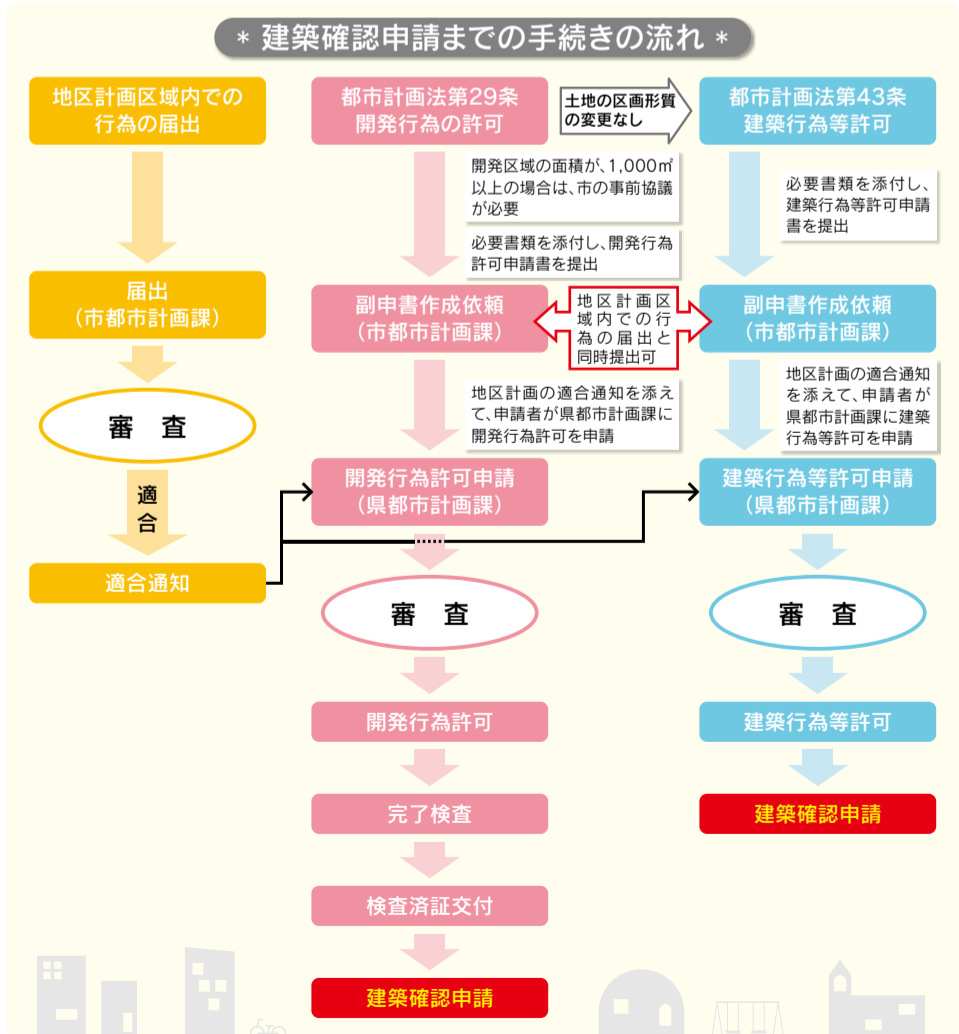 * 建築確認申請までの手続きの流れ *
地区計画区域内での
行為の届出
届出
（市都市計画課）
審　査
適
合
適合通知
都市計画法第29条
開発行為の許可
土地の区画形質
の変更なし
開発区域の面積が、1,000㎡
以上の場合は、市の事前協議
が必要
必要書類を添付し、開発行為
許可申請書を提出
副申書作成依頼
（市都市計画課）
地区計画区
域内での行
為の届出と
同時提出可
地区計画の適合通知を添え
て、申請者が県都市計画課に
開発行為許可を申請
開発行為許可申請
（県都市計画課）
審　査
開発行為許可
完了検査
検査済証交付
建築確認申請
都市計画法第43条
建築行為等許可
必要書類を添付し、
建築行為等許可申請
書を提出
副申書作成依頼
（市都市計画課）
地区計画の適合通知
を添えて、申請者が
県都市計画課に建築
行為等許可を申請
建築行為等許可申請
（県都市計画課）
審　査
建築行為等許可
建築確認申請